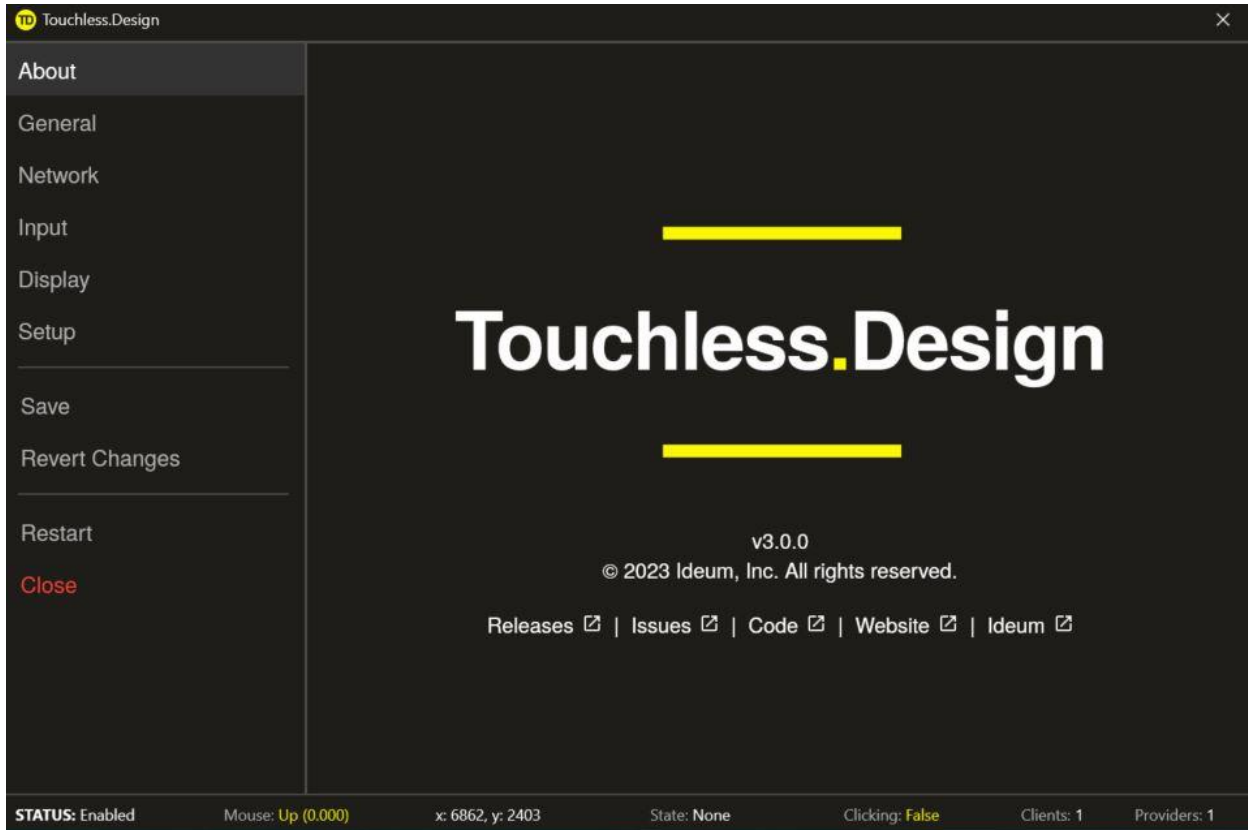 TD Touchless.Design
About
General
Network
Input
Display
Setup
Save
Revert Changes
Restart
Close
Touchless.Design
v3.0.0
© 2023 Ideum, Inc. All rights reserved.
Releases | Issues | Code | Website | Ideum
STATUS: Enabled Mouse: Up (0.000) x: 6862, y: 2403 State: None Clicking: False Clients: 1 Providers: 1